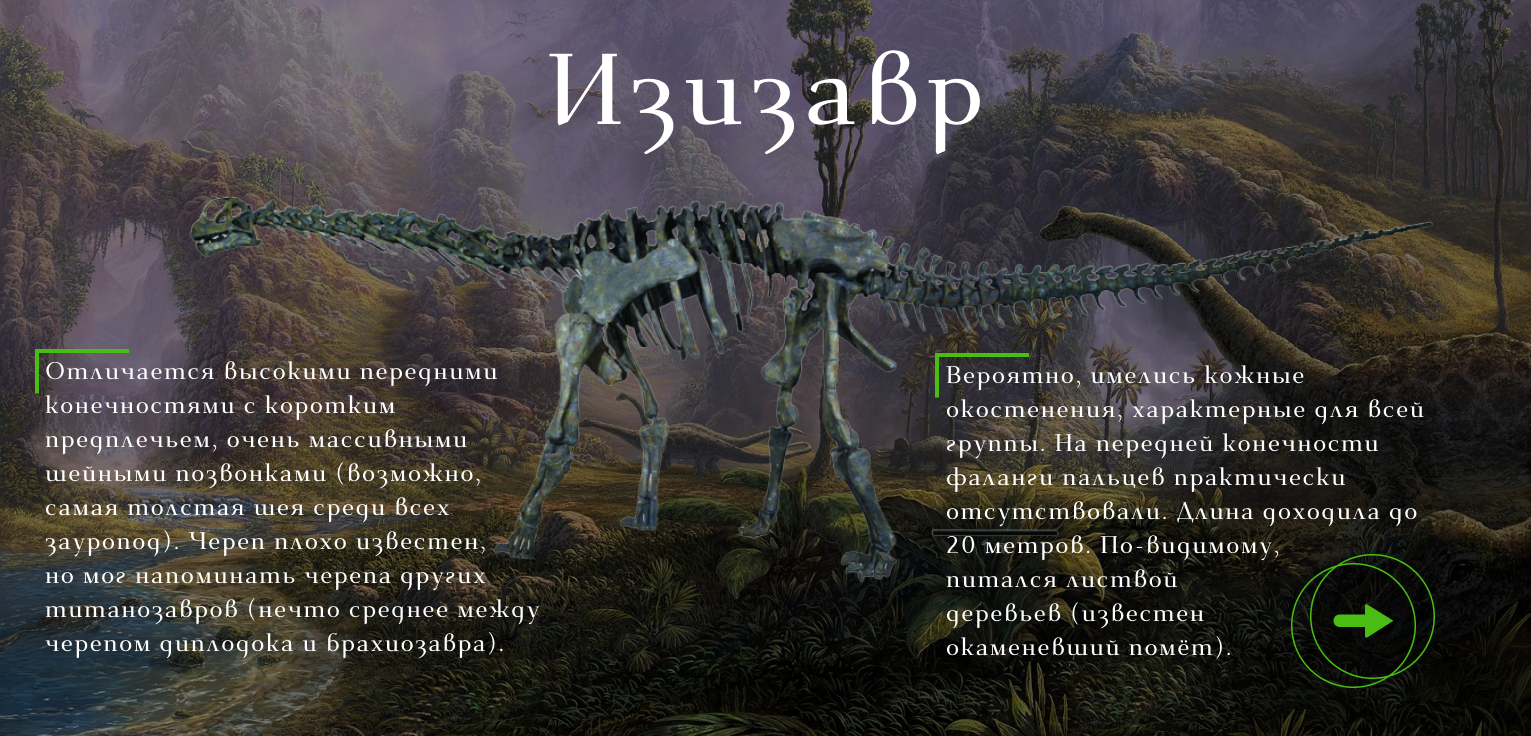 Изизавр
Отличается высокими передними
конечностями с коротким
предплечьем, очень массивными
шейными позвонками (возможно,
самая толстая шея среди всех
зауропод). Череп плохо известен,
но мог напоминать черепа других
титанозавров (нечто среднее между
черепом диплодока и брахиозавра).
Вероятно, имелись кожные
окостенения, характерные для всей
группы. На передней конечности
фаланги пальцев практически
отсутствовали. Длина доходила до
20 метров. По-видимому,
питался листвой
деревьев (известен
окаменевший помёт).